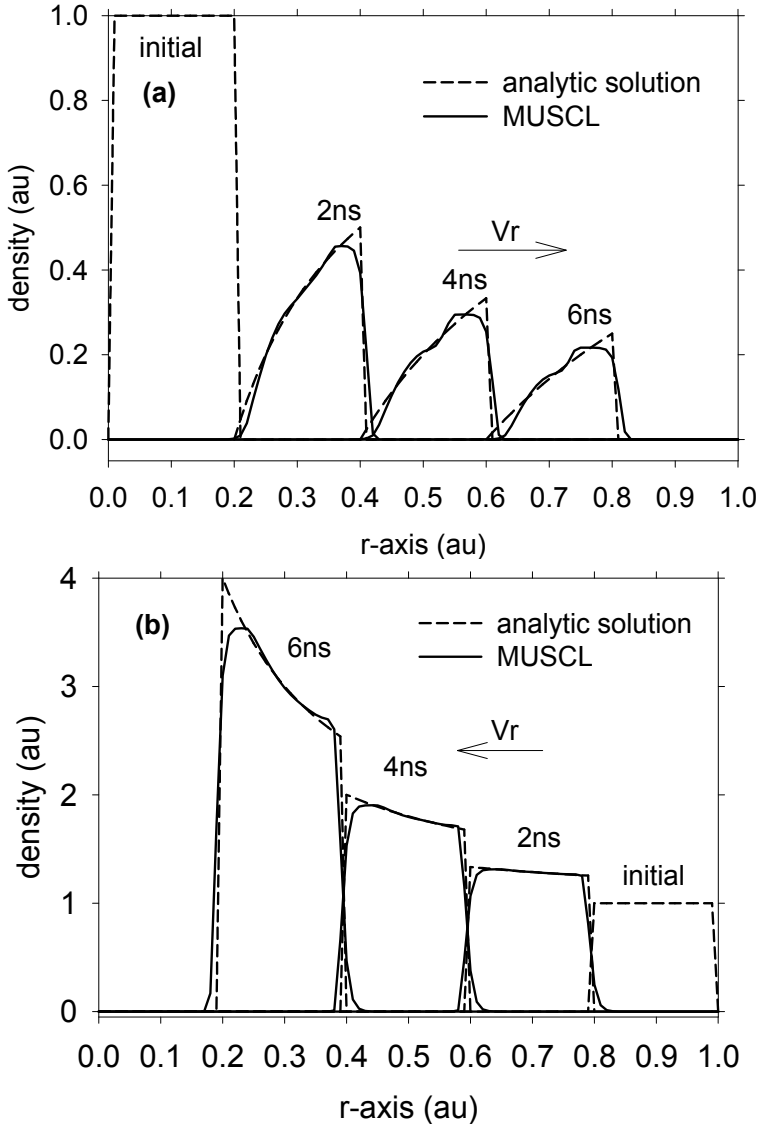 1.0
0.8
0.6
0.4
0.2
0.0
density (au)
initial
(a)
analytic solution
MUSCL
2ns
Vr
4ns
6ns
0.0 0.1 0.2 0.3 0.4 0.5 0.6 0.7 0.8 0.9 1.0
r-axis (au)
4
3
2
1
0
density (au)
(b)
analytic solution
MUSCL
6ns
Vr
4ns
2ns
initial
0.0 0.1 0.2 0.3 0.4 0.5 0.6 0.7 0.8 0.9 1.0
r-axis (au)